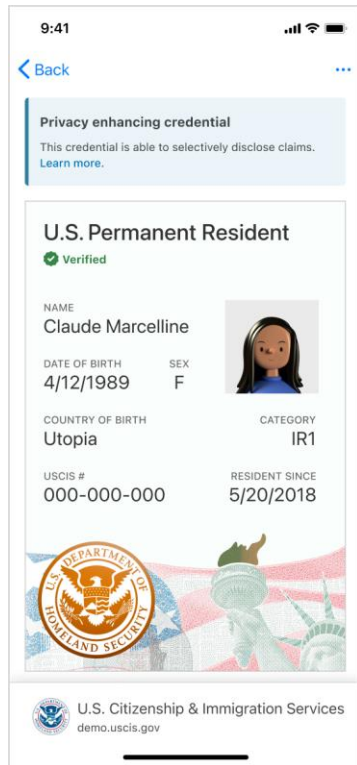 9:41
Back
Privacy enhancing credential
This credential is able to selectively disclose claims.
Learn more.
U.S. Permanent Resident
Verified
NAME
Claude Marcelline
DATE OF BIRTH SEX
4/12/1989 F
COUNTRY OF BIRTH CATEGORY
Utopia IR1
USCIS # RESIDENT SINCE
000-000-000 5/20/2018
U.S. DEPARTMENT OF
HOMELAND SECURITY
U.S. Citizenship & Immigration Services
demo.uscis.gov